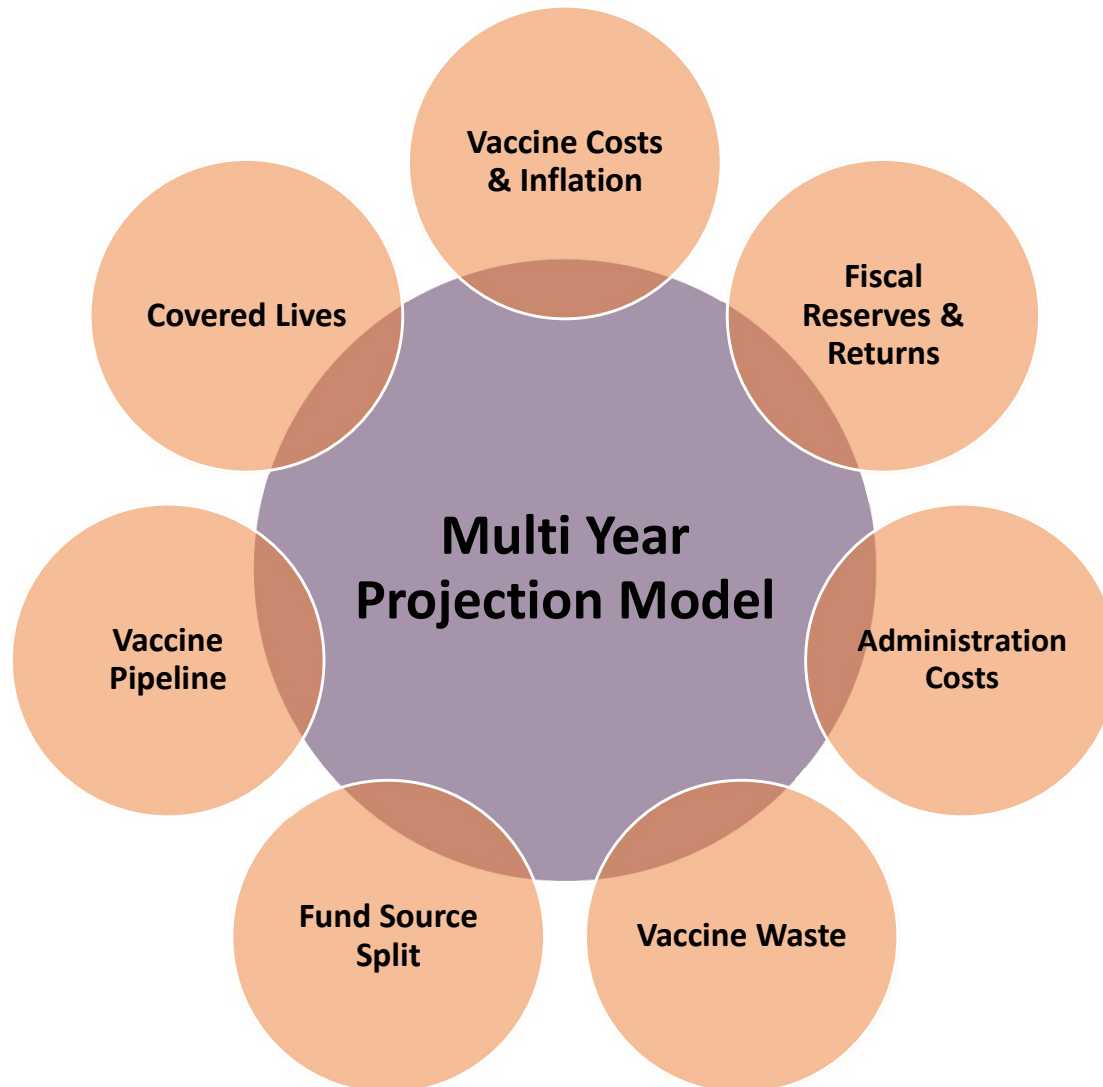 Vaccine Costs
& Inflation
Fiscal
Reserves &
Returns
Administration
Costs
Vaccine Waste
Fund Source
Split
Vaccine
Pipeline
Covered Lives
Multi Year
Projection Model